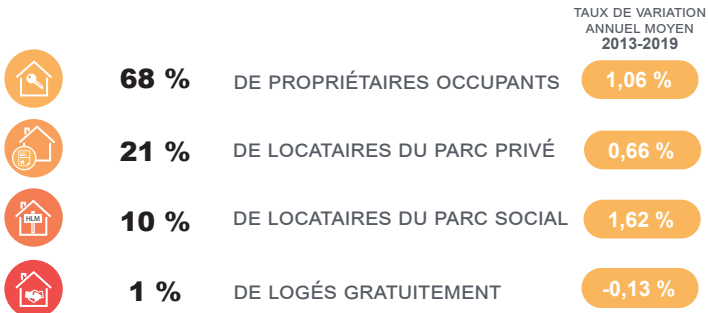 TAUX DE VARIATION
ANNUEL MOYEN
2013-2019
68 % DE PROPRIÉTAIRES OCCUPANTS 1,06 %
21 % DE LOCATAIRES DU PARC PRIVÉ 0,66 %
HLM 10 % DE LOCATAIRES DU PARC SOCIAL 1,62 %
1 % DE LOGÉS GRATUITEMENT -0,13 %